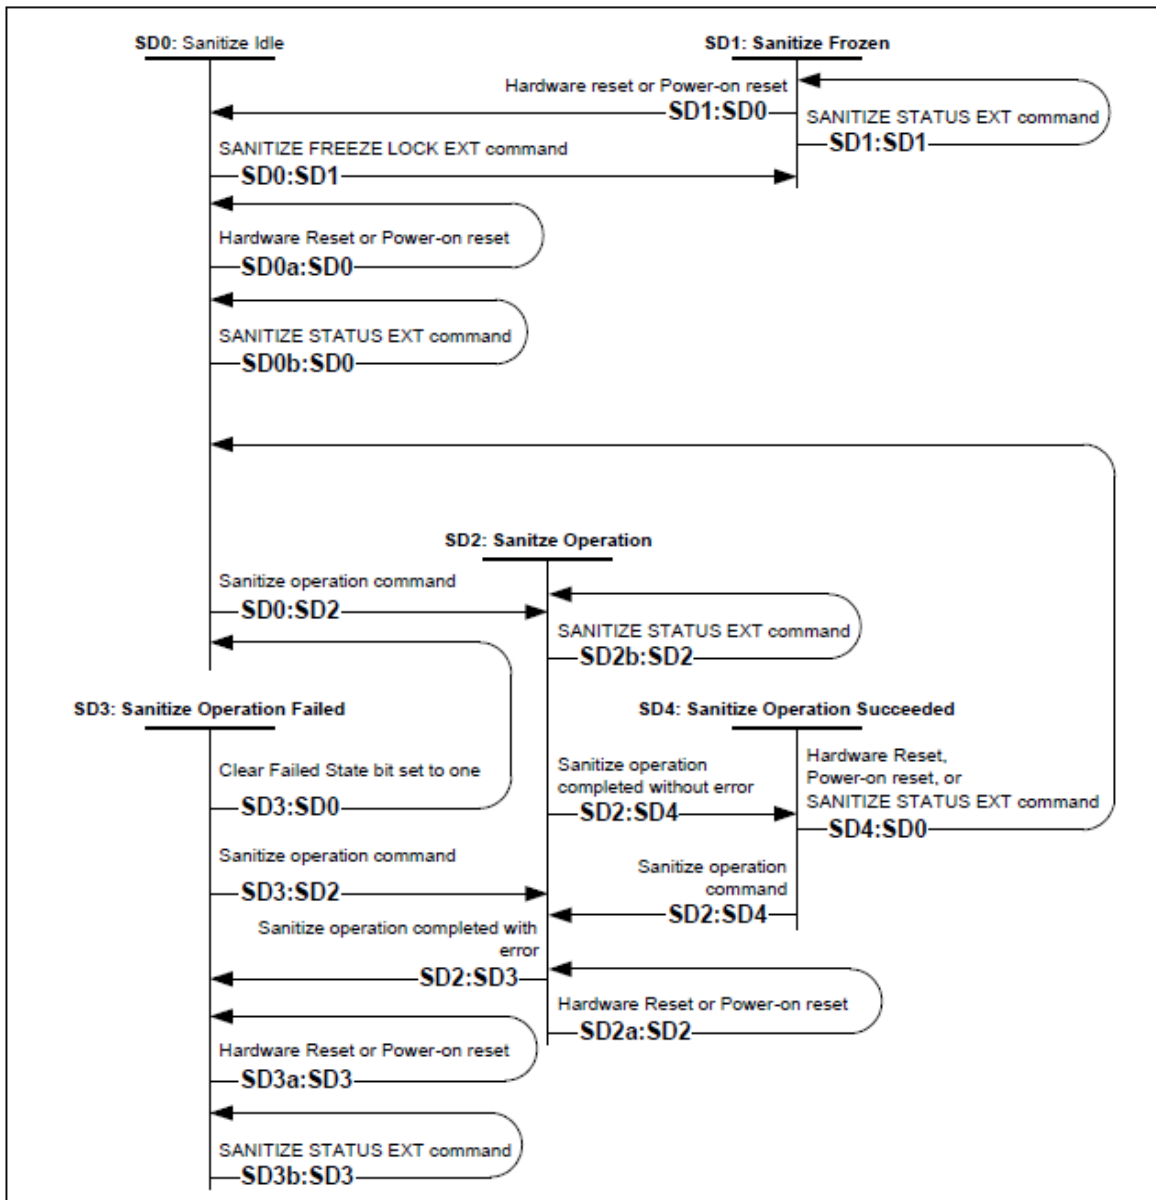 SD0: Sanitize Idle
SD1: Sanitize Frozen
Hardware reset or Power-on reset
SD1:SD0
SANITIZE STATUS EXT command
SD1:SD1
SANITIZE FREEZE LOCK EXT command
SD0:SD1
Hardware Reset or Power-on reset
SD0a:SD0
SANITIZE STATUS EXT command
SD0b:SD0
SD2: Sanitze Operation
Sanitize operation command
SD0:SD2
SANITIZE STATUS EXT command
SD2b:SD2
SD3: Sanitize Operation Failed
SD4: Sanitize Operation Succeeded
Clear Failed State bit set to one
SD3:SD0
Sanitize operation
completed without error
SD2:SD4
Hardware Reset,
Power-on reset, or
SANITIZE STATUS EXT command
SD4:SD0
Sanitize operation command
SD3:SD2
Sanitize operation
command
SD2:SD4
Sanitize operation completed with
error
SD2:SD3
Hardware Reset or Power-on reset
SD2a:SD2
Hardware Reset or Power-on reset
SD3a:SD3
SANITIZE STATUS EXT command
SD3b:SD3